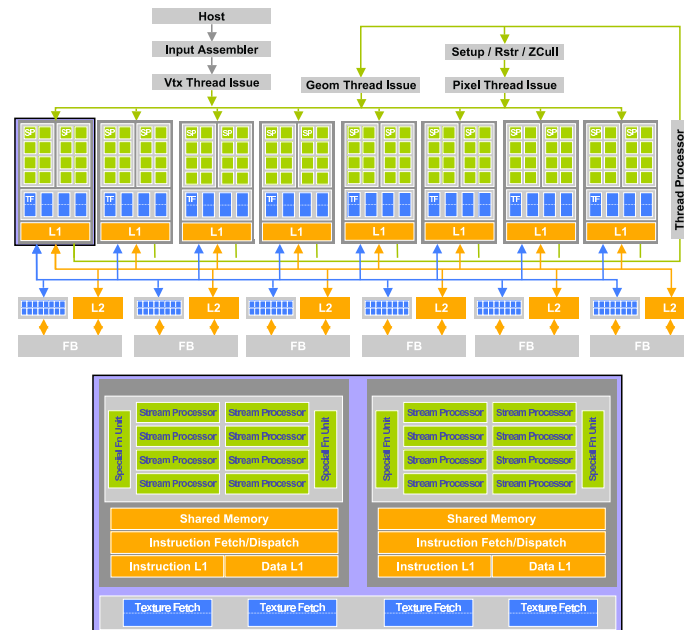 Host
Input Assembler
Setup / Rstr / ZCull
Vtx Thread Issue
Geom Thread Issue
Pixel Thread Issue
Thread Processor
SP SP SP SP SP SP SP SP SP SP SP SP SP SP SP SP
TF TF TF TF TF TF TF TF
L1 L1 L1 L1 L1 L1 L1 L1
L2 L2 L2 L2 L2 L2
FB FB FB FB FB FB
Special Fn Unit
Stream Processor Stream Processor
Stream Processor Stream Processor
Stream Processor Stream Processor
Stream Processor Stream Processor
Special Fn Unit
Shared Memory
Instruction Fetch/Dispatch
Instruction L1 Data L1
Special Fn Unit
Stream Processor Stream Processor
Stream Processor Stream Processor
Stream Processor Stream Processor
Stream Processor Stream Processor
Special Fn Unit
Shared Memory
Instruction Fetch/Dispatch
Instruction L1 Data L1
Texture Fetch Texture Fetch Texture Fetch Texture Fetch